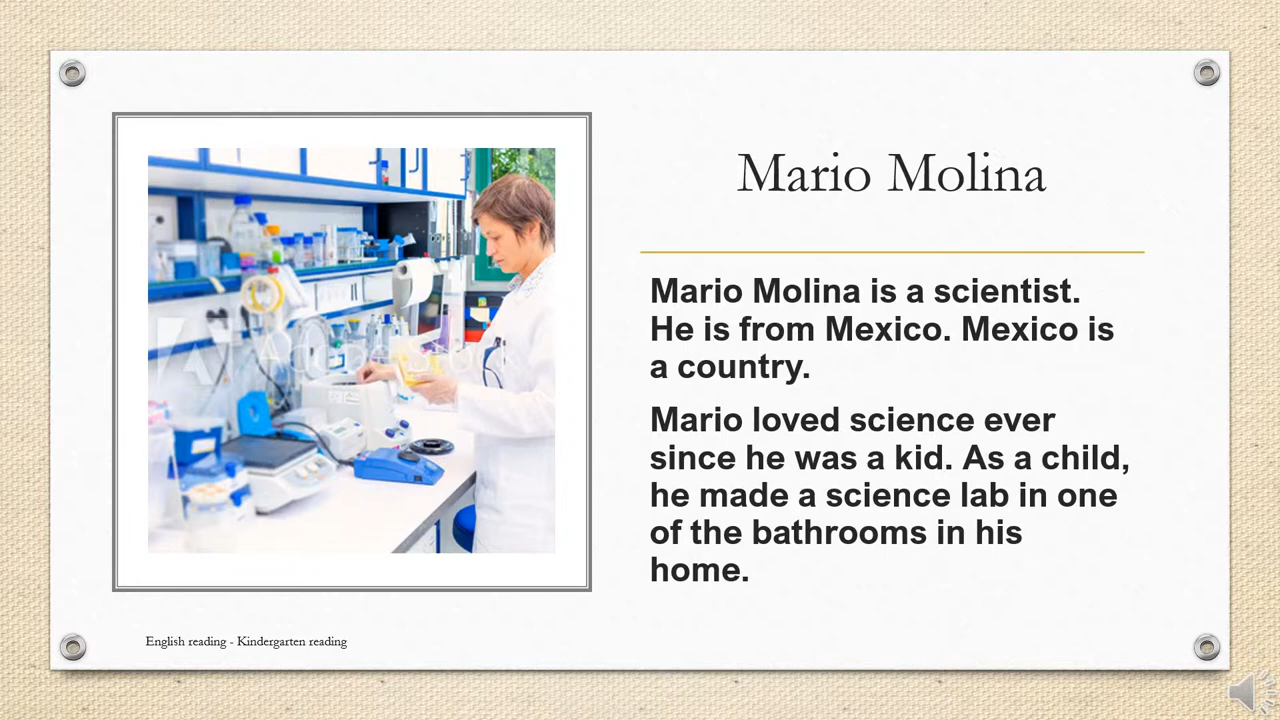 Mario Molina
Mario Molina is a scientist.
He is from Mexico. Mexico is
a country.
Mario loved science ever
since he was a kid. As a child,
he made a science lab in one
of the bathrooms in his
home.
English reading - Kindergarten reading